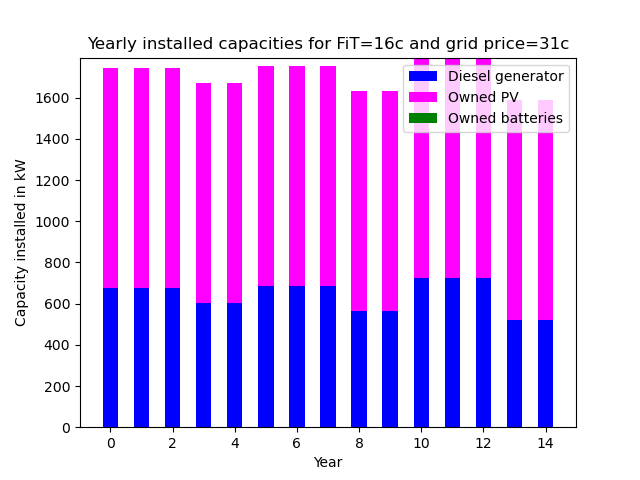 Yearly installed capacities for FiT=16c and grid price=31c
Diesel generator
Owned PV
Owned batteries
Capacity installed in kW
1600
1400
1200
1000
800
600
400
200
0
0 2 4 6 8 10 12 14
Year